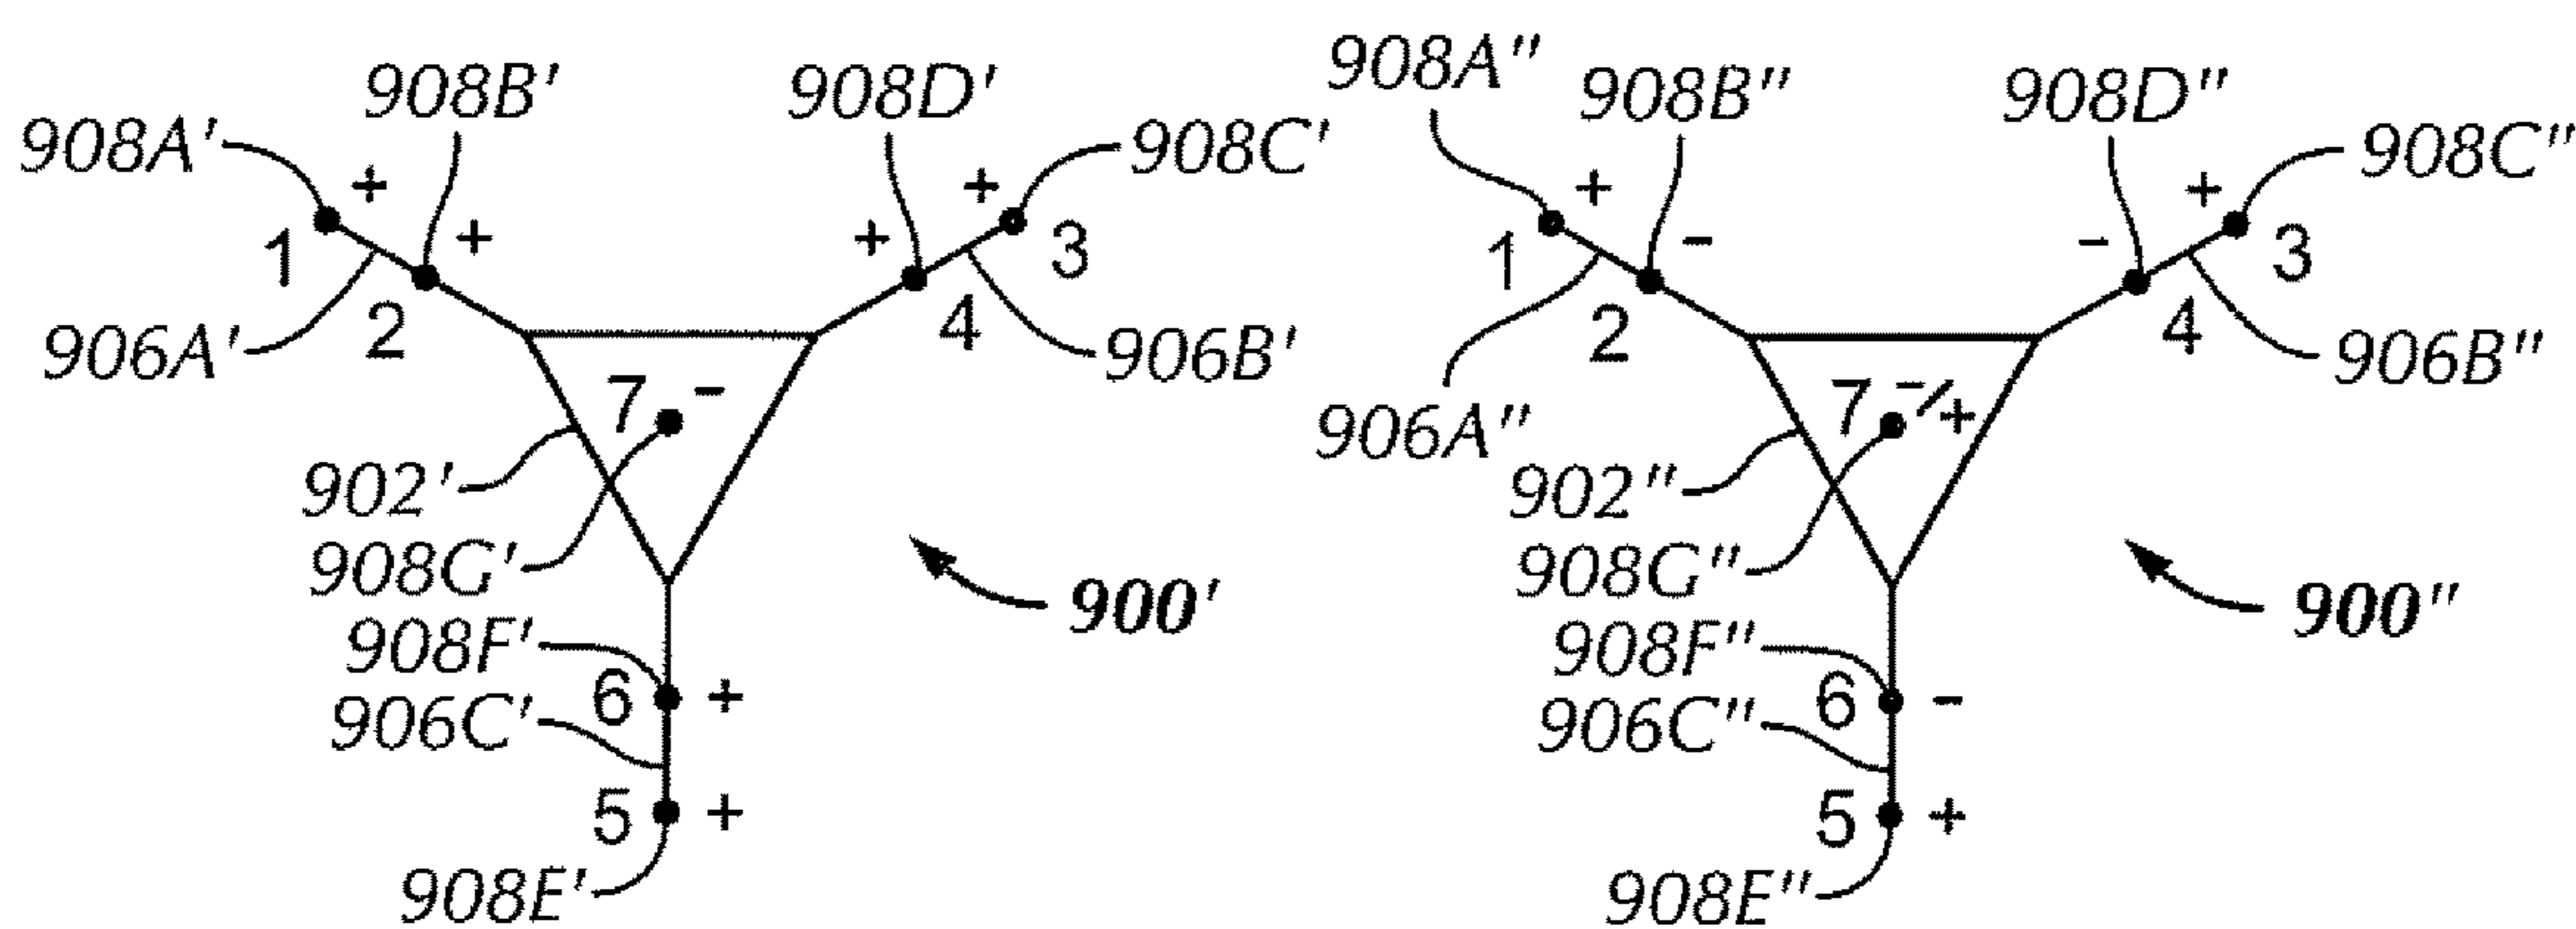 908A' 908B' 908D' 908C' 908A" 908B" 908D" 908C"
+ + + + + - - +
1 2 3 4 1 2 3 4
906A' 906B' 906A" 906B"
7 - 7 -/+
902' 902"
908G' 908G"
900' 900"
908F' 908F"
6 + 6 -
906C' 906C"
5 + 5 +
908E' 908E"